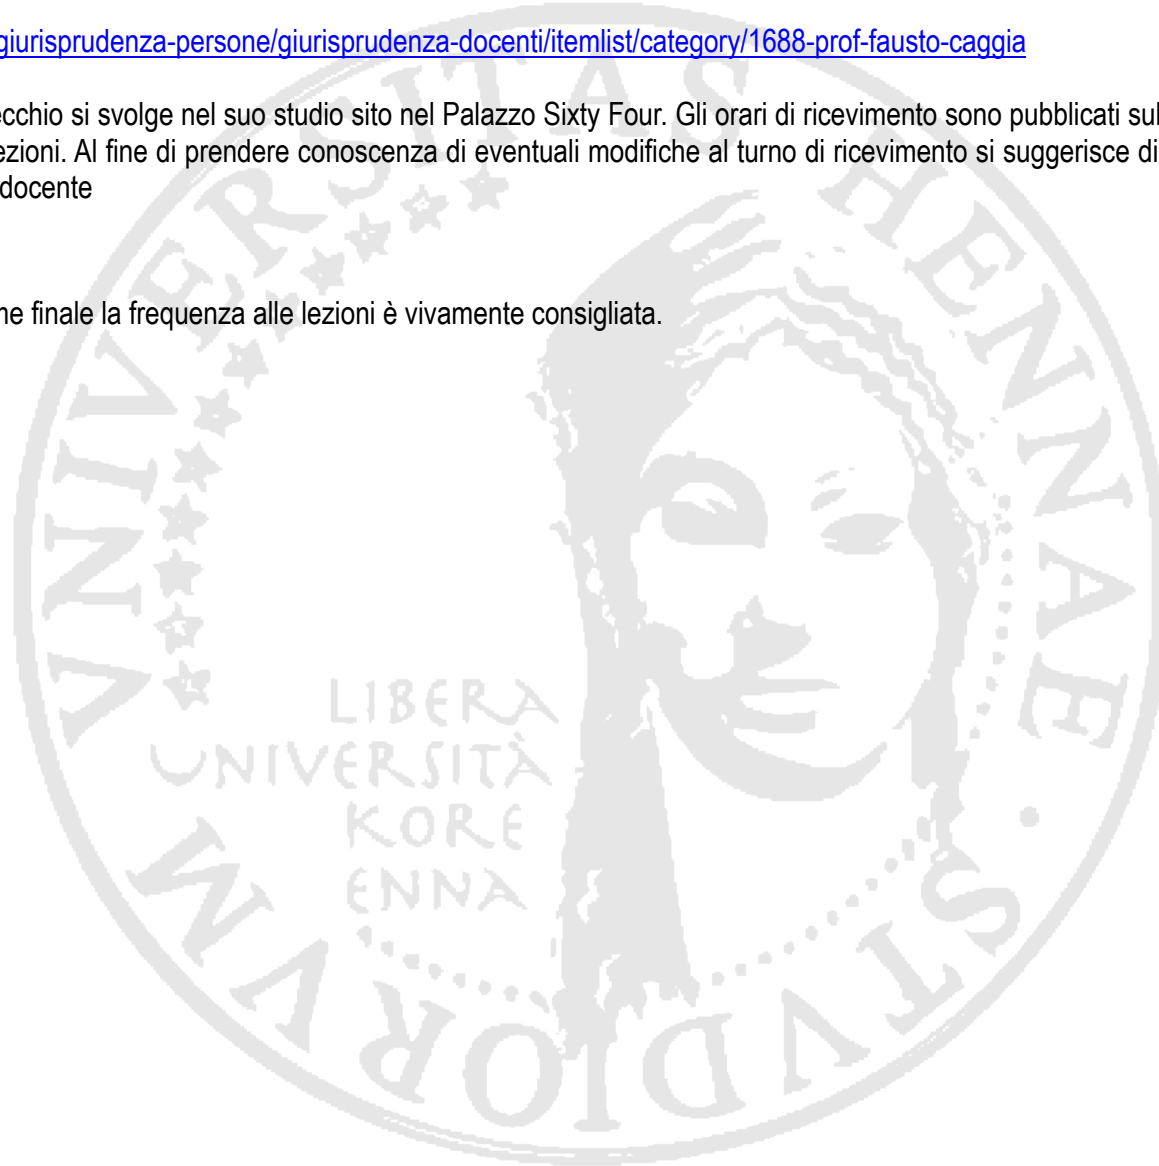 giurisprudenza-persone/giurisprudenza-docenti/itemlist/category/1688-prof-fausto-caggia
ecchio si svolge nel suo studio sito nel Palazzo Sixty Four. Gli orari di ricevimento sono pubblicati sul
ezioni. Al fine di prendere conoscenza di eventuali modifiche al turno di ricevimento si suggerisce di
docente
ne finale la frequenza alle lezioni è vivamente consigliata.
VNIVERSITAS HENNAE · STVDIORVM
LIBERA
UNIVERSITÀ
KORE
ENNA